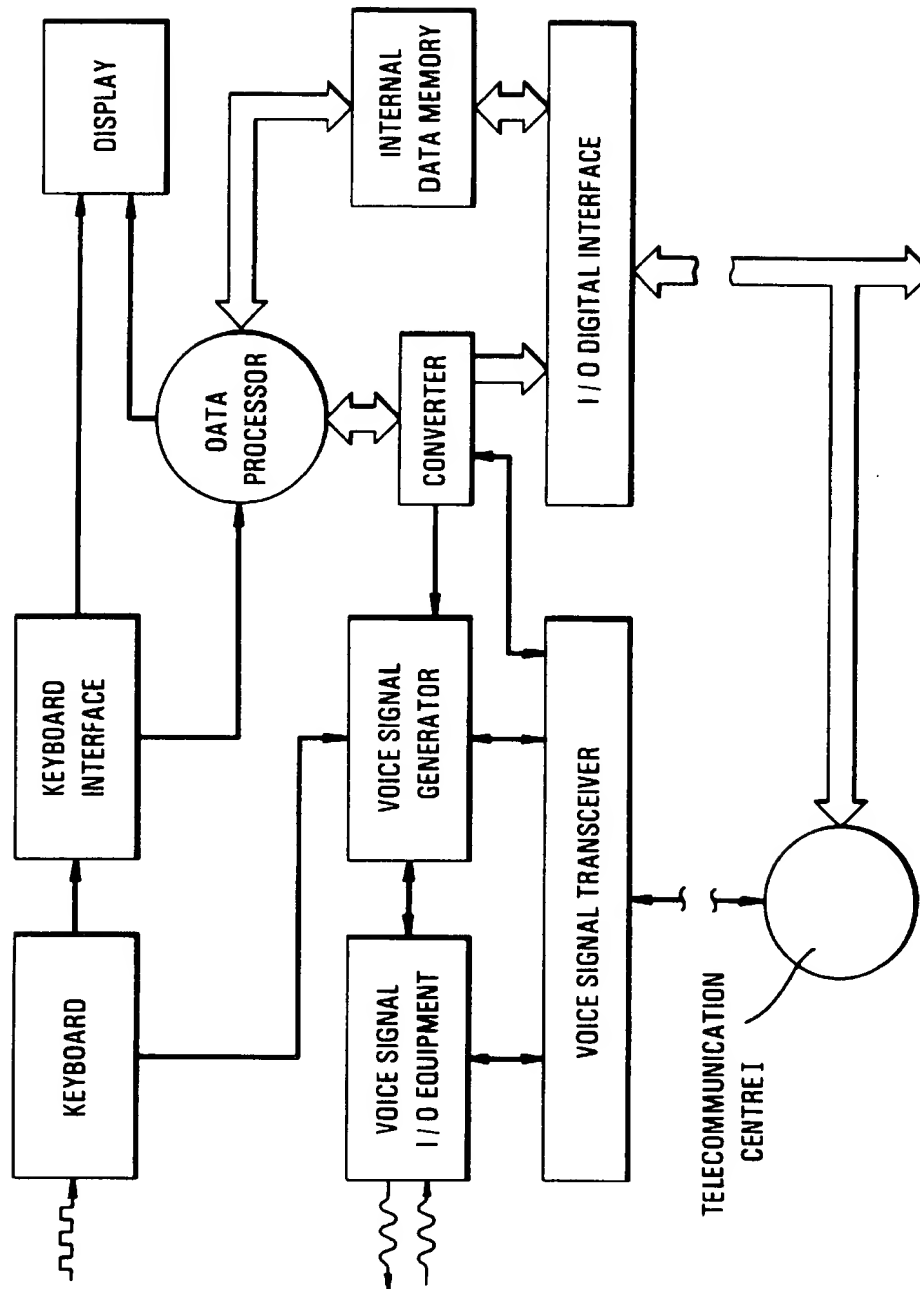 KEYBOARD
KEYBOARD
INTERFACE
DISPLAY
DATA
PROCESSOR
INTERNAL
DATA MEMORY
VOICE SIGNAL
I/O EQUIPMENT
VOICE SIGNAL
GENERATOR
CONVERTER
VOICE SIGNAL TRANSCEIVER
I/O DIGITAL INTERFACE
TELECOMMUNICATION
CENTRE I